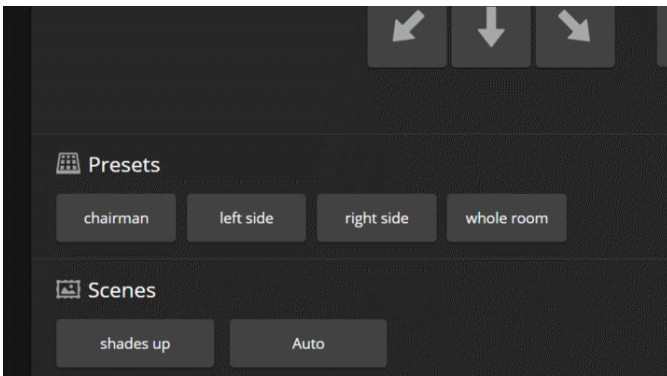 Presets
chairman left side right side whole room
Scenes
shades up Auto